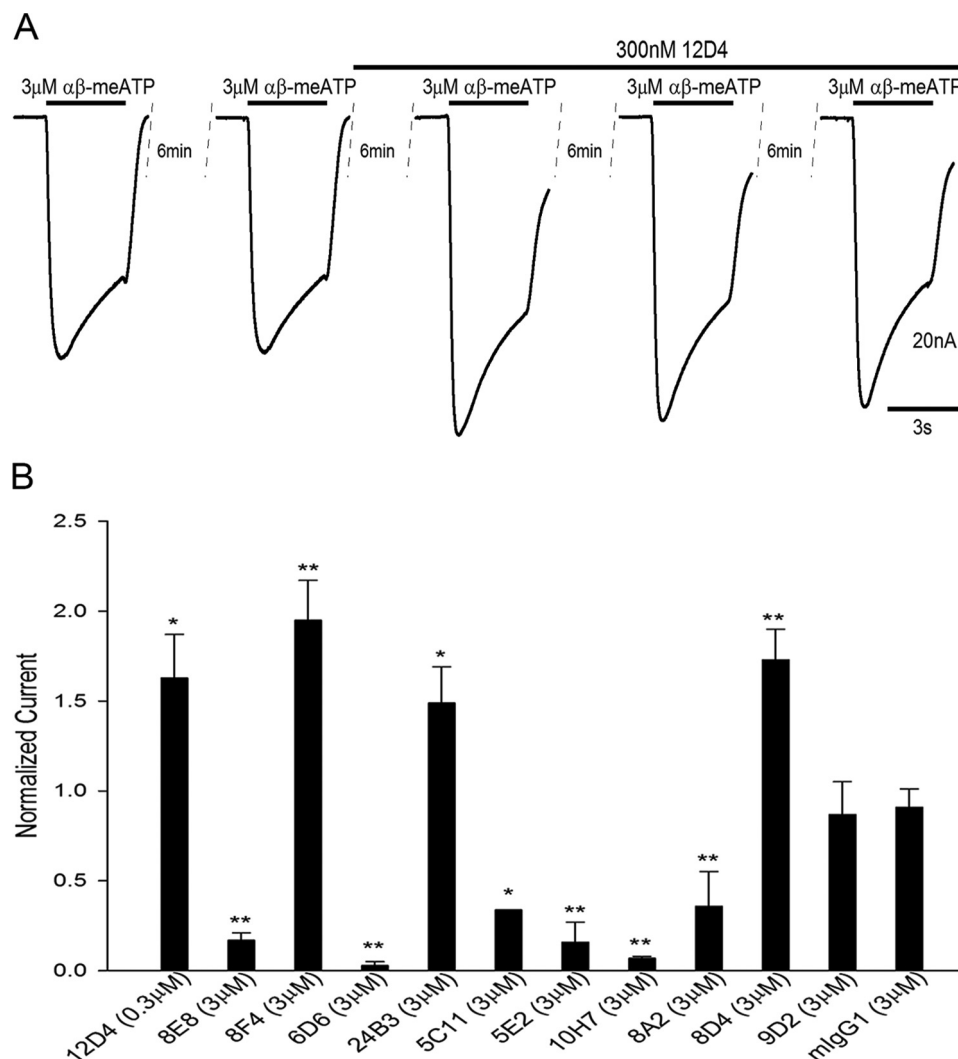 A
300nM 12D4
3μM αβ-meATP 3μM αβ-meATP 3μM αβ-meATP 3μM αβ-meATP 3μM αβ-meATP
6min 6min 6min 6min
20nA
3s
B
Normalized Current
2.5
2.0
1.5
1.0
0.5
0.0
* ** ** ** * * ** ** ** **
12D4 (0.3μM)
8E8 (3μM)
8F4 (3μM)
6D6 (3μM)
24B3 (3μM)
5C11 (3μM)
5E2 (3μM)
10H7 (3μM)
8A2 (3μM)
8D4 (3μM)
9D2 (3μM)
mIgG1 (3μM)